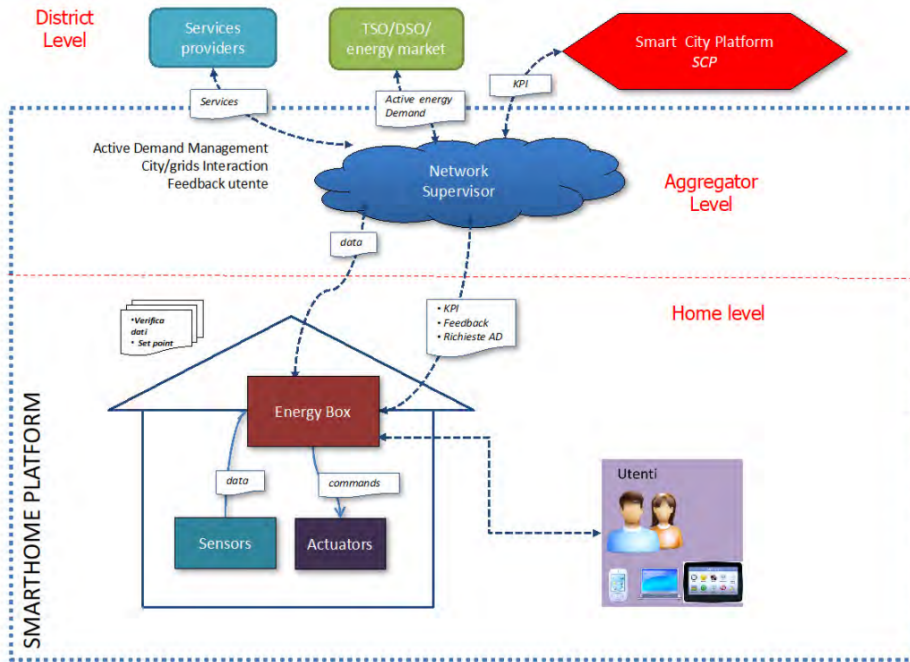 District
Level
Services
providers
TSO/DSO/
energy market
Smart City Platform
SCP
Services
Active energy
Demand
KPI
Active Demand Management
City/grids Interaction
Feedback utente
Network
Supervisor
Aggregator
Level
data
Home level
•Verifica
dati
• Set point
• KPI
• Feedback
• Richieste AD
Energy Box
data
commands
Sensors
Actuators
Utenti
SMARTHOME PLATFORM